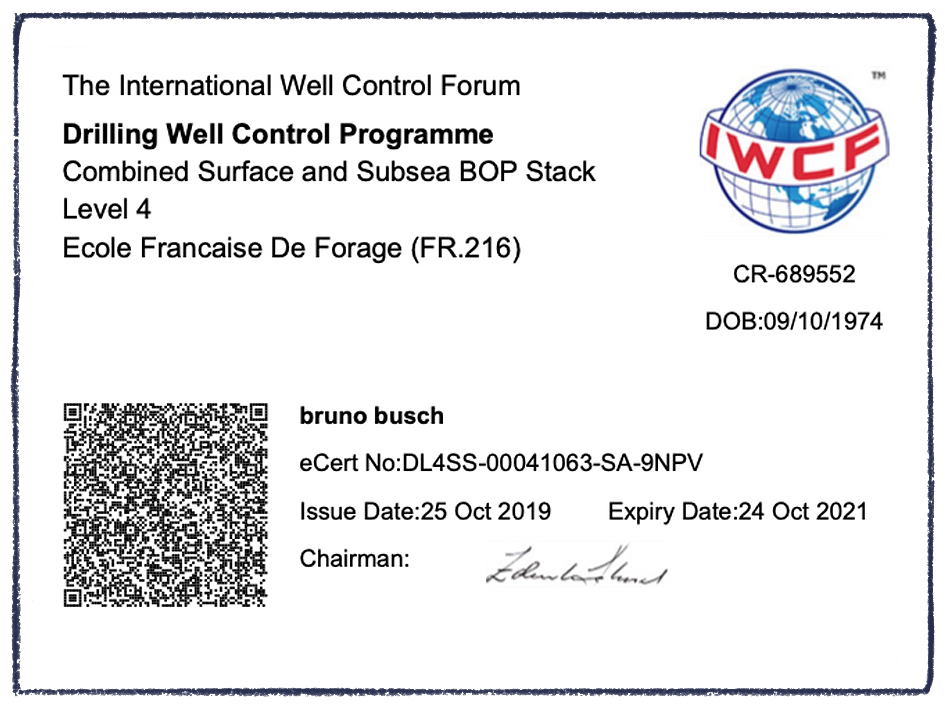 The International Well Control Forum
Drilling Well Control Programme
Combined Surface and Subsea BOP Stack
Level 4
Ecole Francaise De Forage (FR.216)
TM
IWCF
CR-689552
DOB:09/10/1974
bruno busch
eCert No:DL4SS-00041063-SA-9NPV
Issue Date:25 Oct 2019 Expiry Date:24 Oct 2021
Chairman: